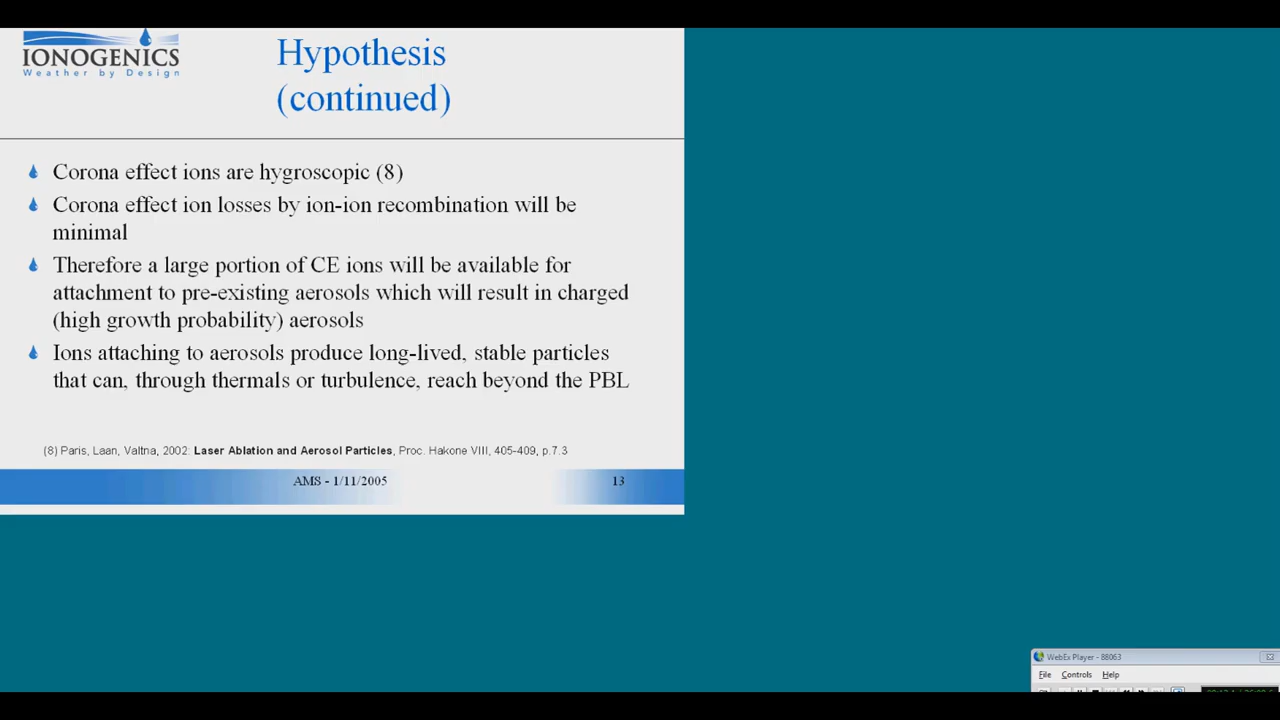 IONOGENICS
Weather by Design
Hypothesis
(continued)
Corona effect ions are hygroscopic (8)
Corona effect ion losses by ion-ion recombination will be
minimal
Therefore a large portion of CE ions will be available for
attachment to pre-existing aerosols which will result in charged
(high growth probability) aerosols
Ions attaching to aerosols produce long-lived, stable particles
that can, through thermals or turbulence, reach beyond the PBL
(8) Paris, Laan, Valtna, 2002: Laser Ablation and Aerosol Particles, Proc. Hakone VIII, 405-409, p.7.3
AMS - 1/11/2005
13
WebEx Player - 88063
File Controls Help